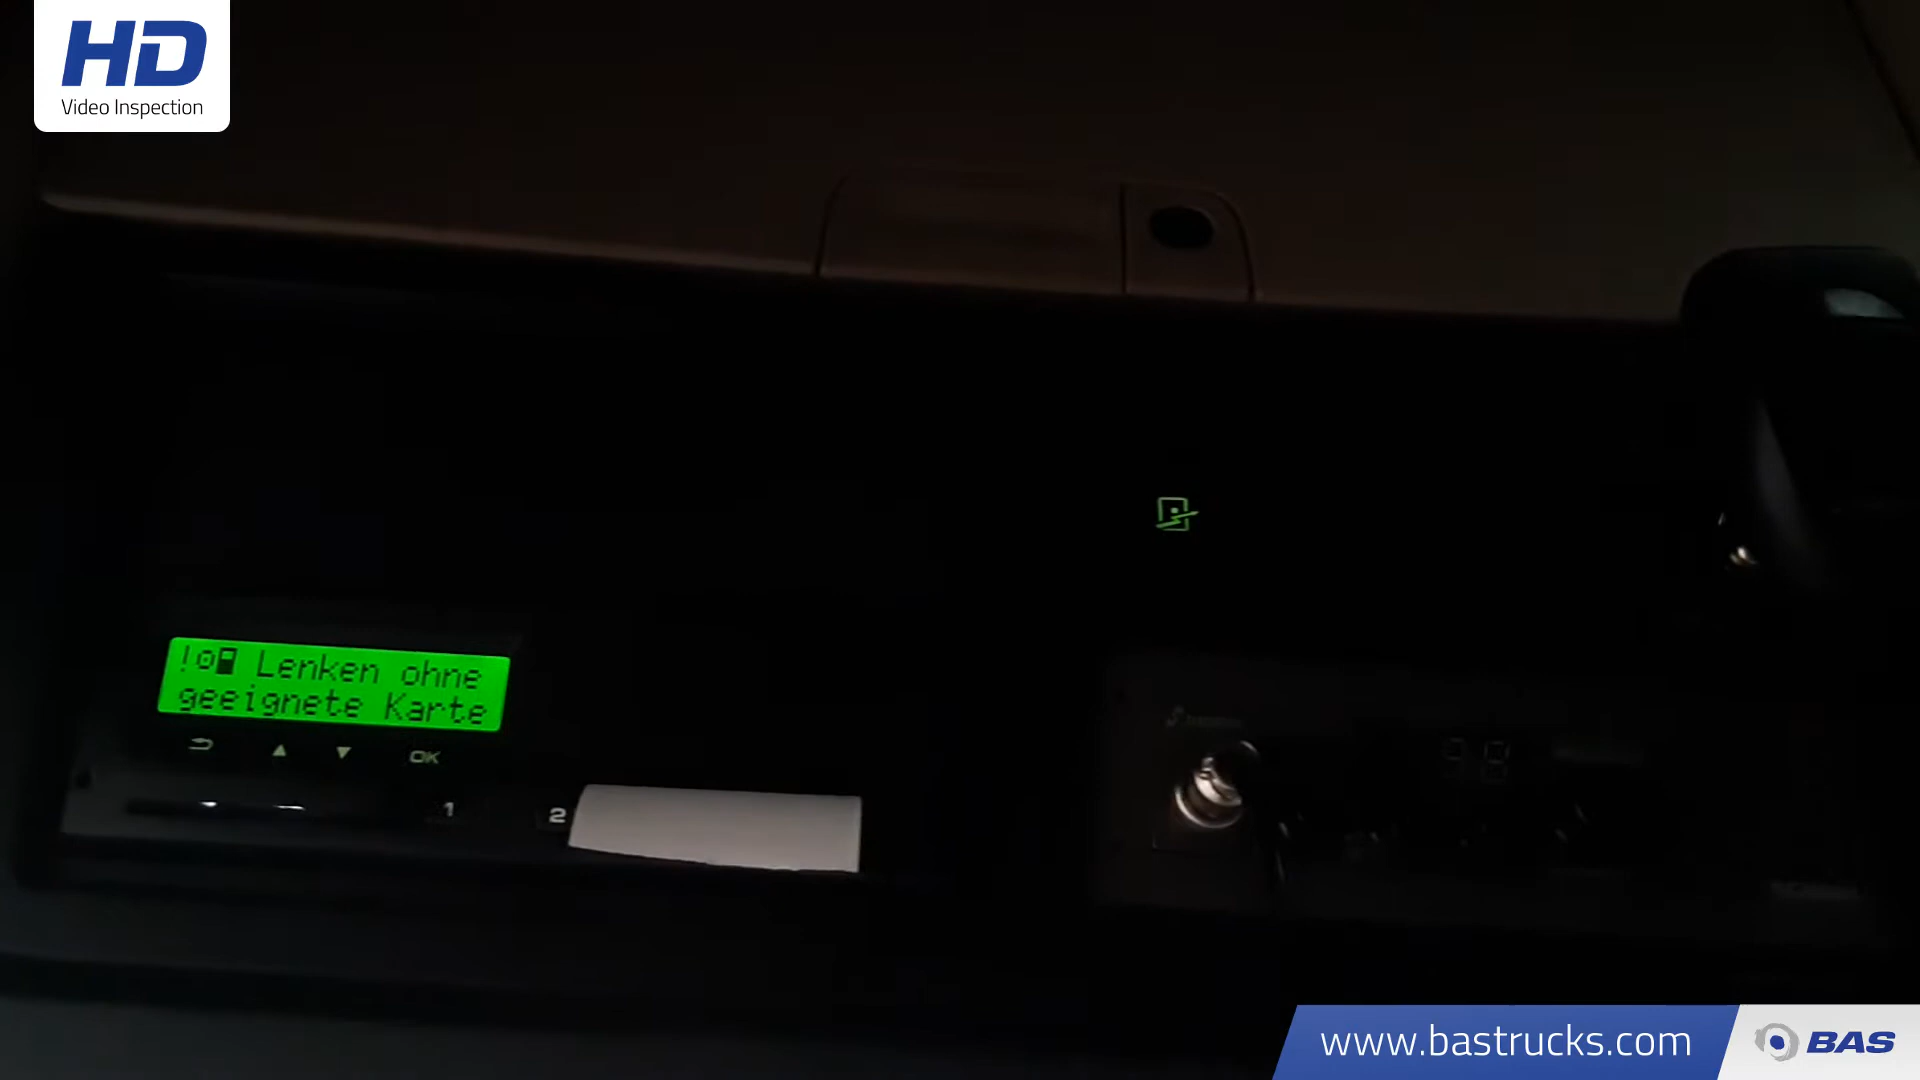 HD
Video Inspection
!o Lenken ohne
geeignete Karte
OK
1
2
www.bastrucks.com
BAS